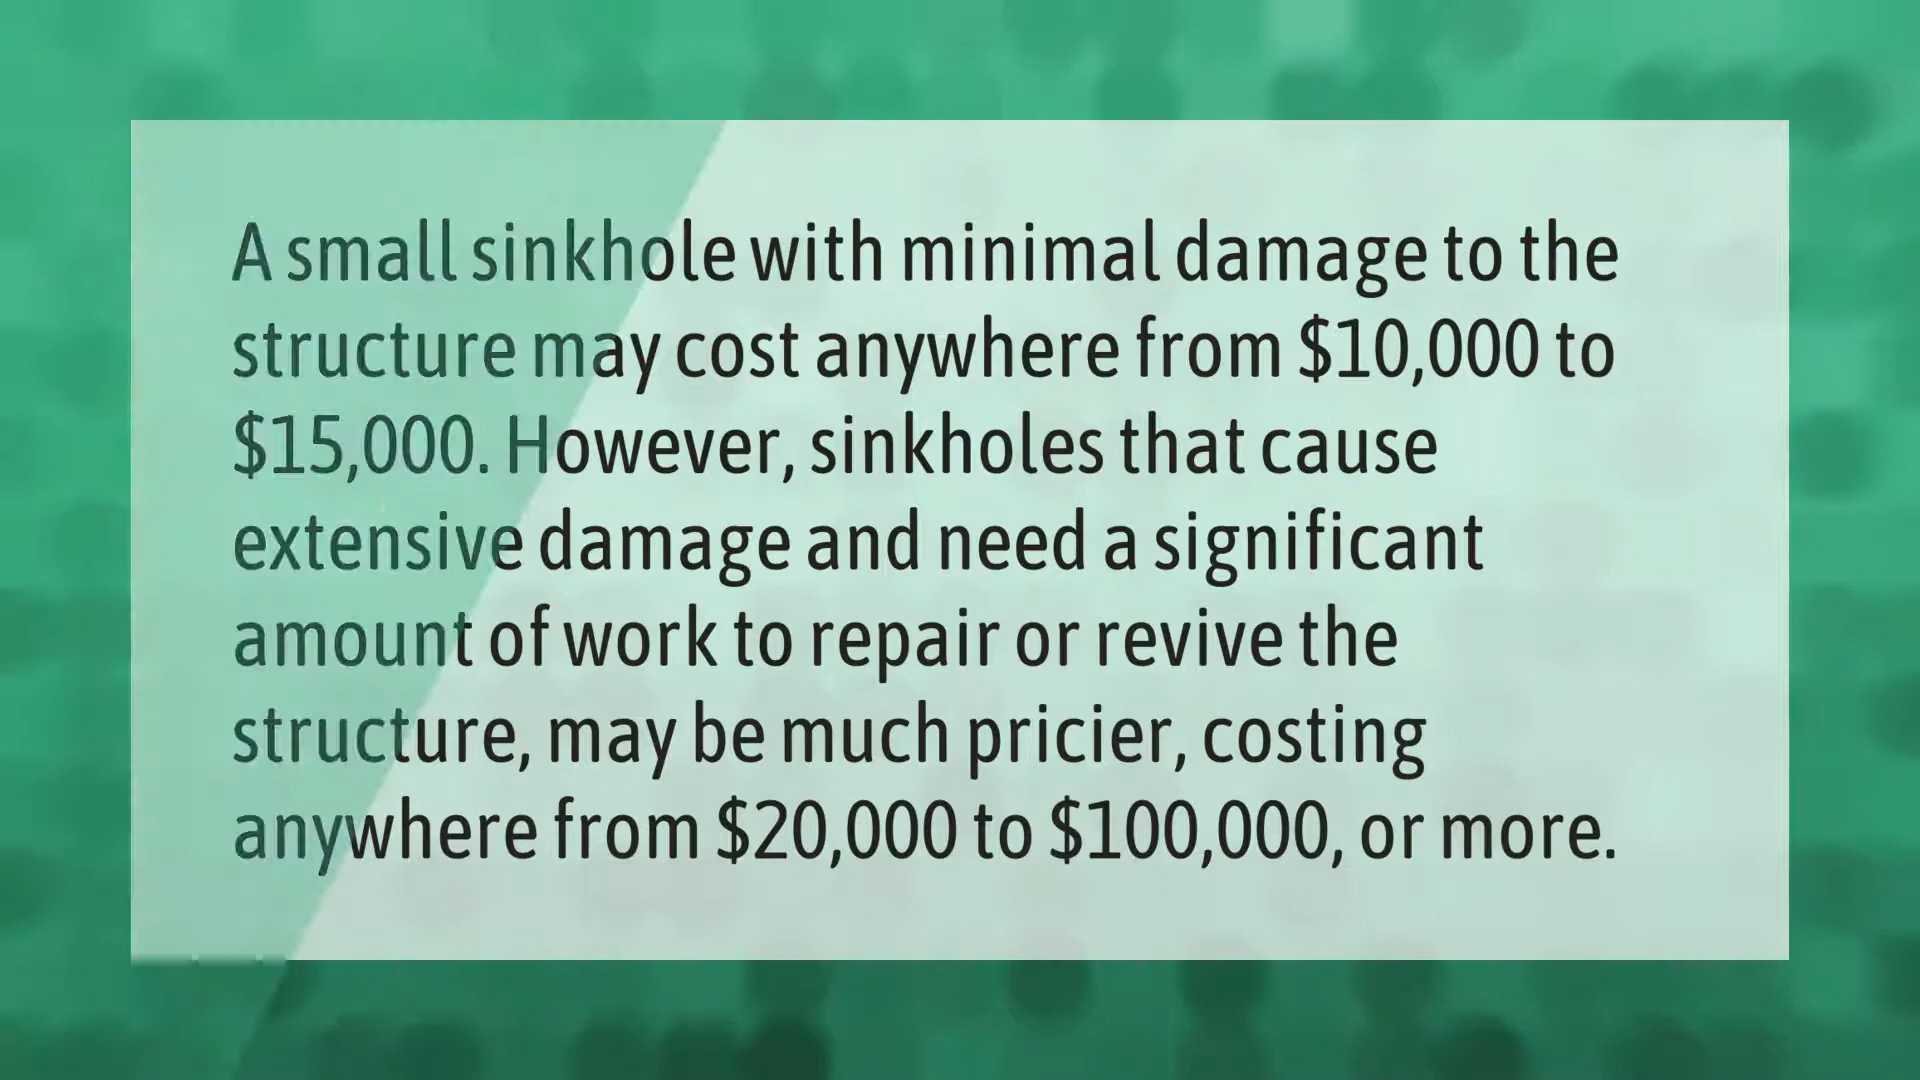 A small sinkhole with minimal damage to the
structure may cost anywhere from $10,000 to
$15,000. However, sinkholes that cause
extensive damage and need a significant
amount of work to repair or revive the
structure, may be much pricier, costing
anywhere from $20,000 to $100,000, or more.